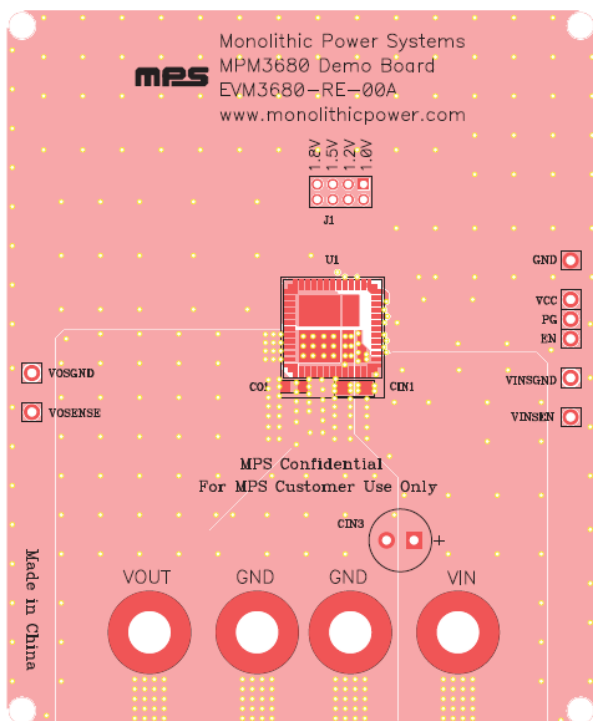 Monolithic Power Systems
mps
MPM3680 Demo Board
EVM3680-RE-00A
www.monolithicpower.com
1.8V 1.5V 1.2V 1.0V
J1
U1
GND
VCC
PG
EN
VOSGND
VINSGND
CIN1
VOSENSE
VINSEN
MPS Confidential
For MPS Customer Use Only
CIN3
+
Made in China
VOUT GND GND VIN